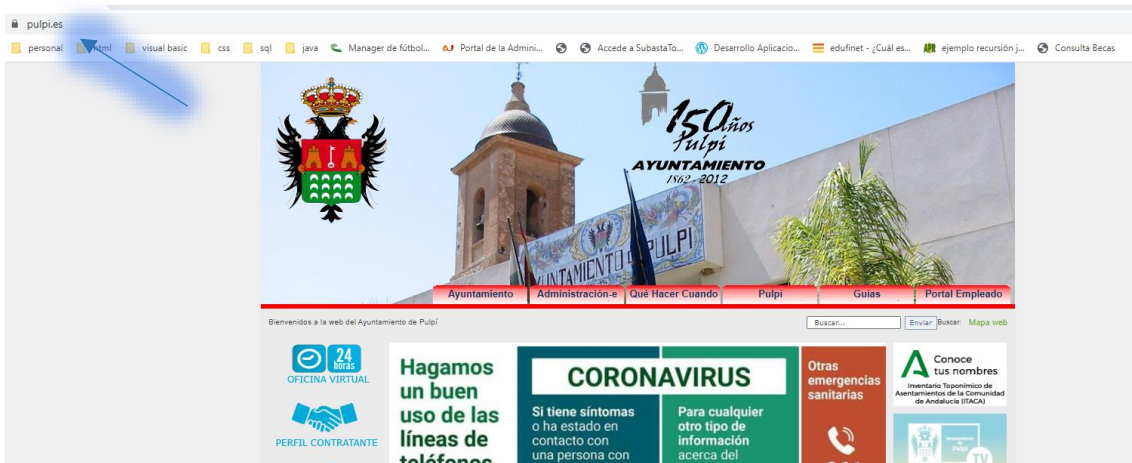 pulpi.es
personal html visual basic css sql java Manager de fútbol... Portal de la Admini... Accede a SubastaTo... Desarrollo Aplicacio... edufinet - ¿Cuál es... ejemplo recursión j... Consulta Becas
150 años
Pulpí
AYUNTAMIENTO
1862 - 2012
AYUNTAMIENTO DE PULPI
Ayuntamiento Administración-e Qué Hacer Cuando Pulpí Guías Portal Empleado
Bienvenidos a la web del Ayuntamiento de Pulpí
Buscar... Enviar Buscar: Mapa web
24
horas
OFICINA VIRTUAL
PERFIL CONTRATANTE
Hagamos
un buen
uso de las
líneas de
teléfonos
CORONAVIRUS
Si tiene síntomas
o ha estado en
contacto con
una persona con
Para cualquier
otro tipo de
información
acerca del
Otras
emergencias
sanitarias
Conoce
tus nombres
Inventario Toponímico de
Asentamientos de la Comunidad
de Andalucía (ITACA)
TV